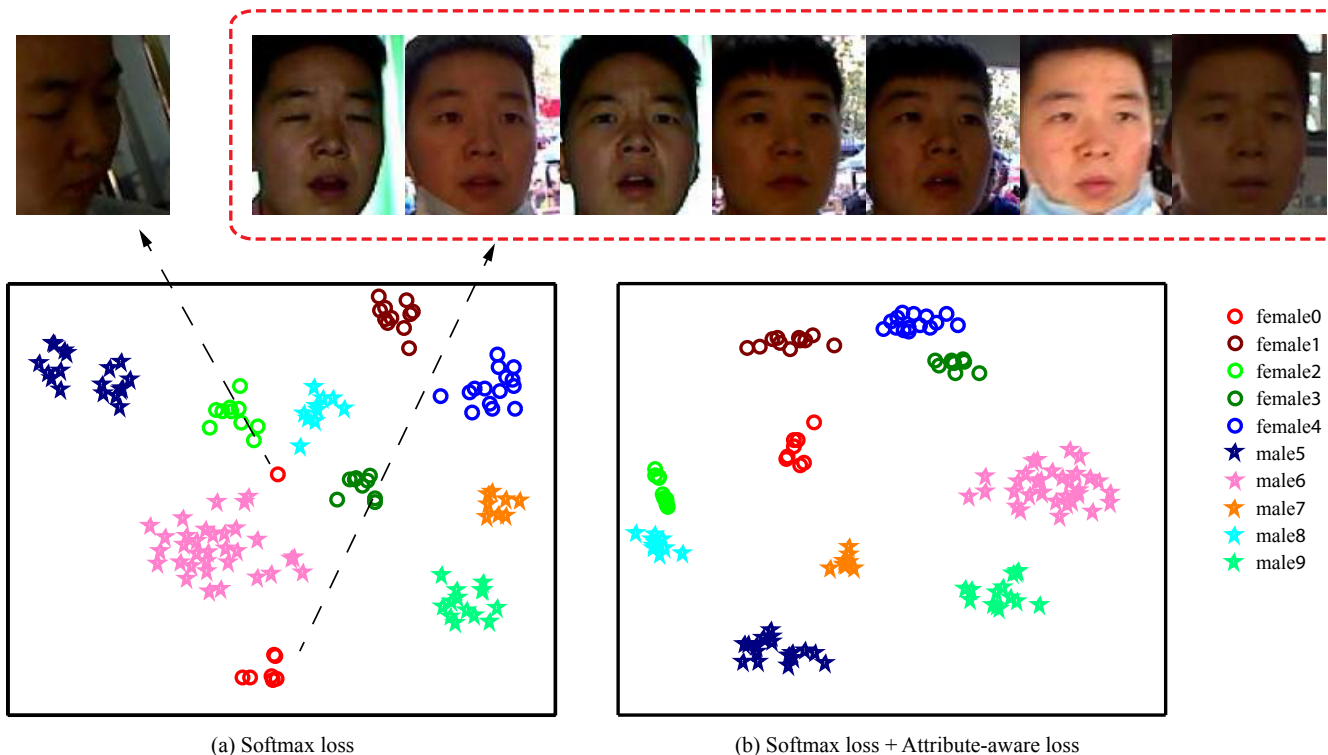 female0
female1
female2
female3
female4
male5
male6
male7
male8
male9
(a) Softmax loss
(b) Softmax loss + Attribute-aware loss